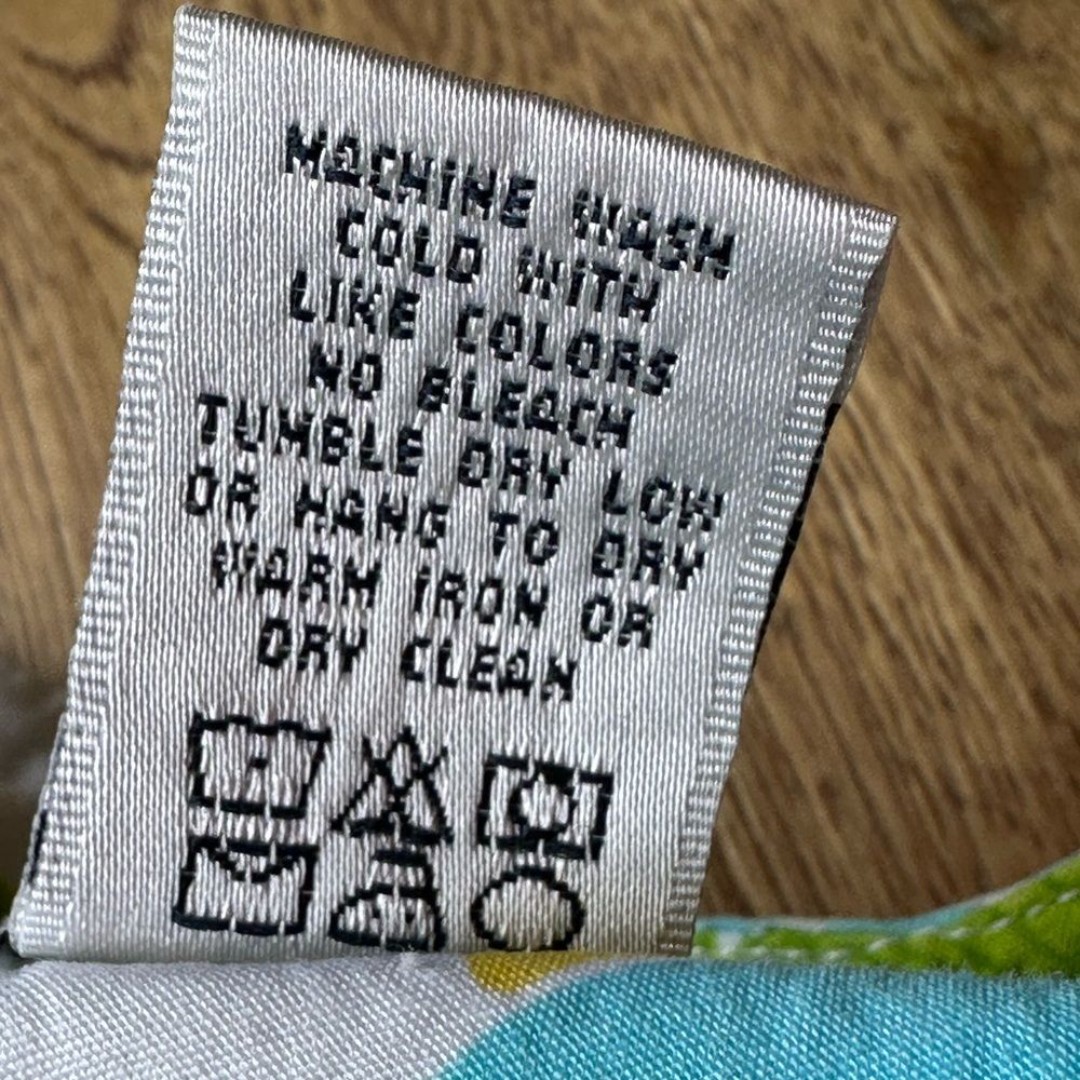 MACHINE WASH
COLD WITH
LIKE COLORS
NO BLEACH
TUMBLE DRY LOW
OR HANG TO DRY
WARM IRON OR
DRY CLEAN